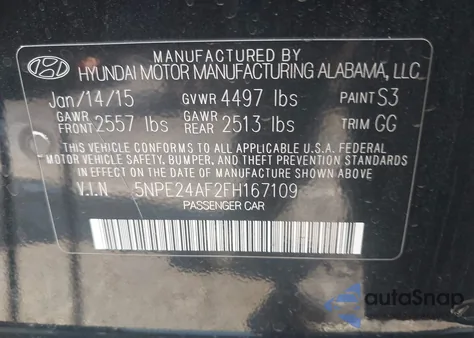 MANUFACTURED BY
HYUNDAI MOTOR MANUFACTURING ALABAMA, LLC
Jan/14/15 GVWR 4497 lbs PAINT S3
GAWR FRONT 2557 lbs GAWR REAR 2513 lbs TRIM GG
THIS VEHICLE CONFORMS TO ALL APPLICABLE U.S.A. FEDERAL
MOTOR VEHICLE SAFETY, BUMPER, AND THEFT PREVENTION STANDARDS
IN EFFECT ON THE DATE OF MANUFACTURE SHOWN ABOVE.
V.I.N 5NPE24AF2FH167109
PASSENGER CAR
autoSnap